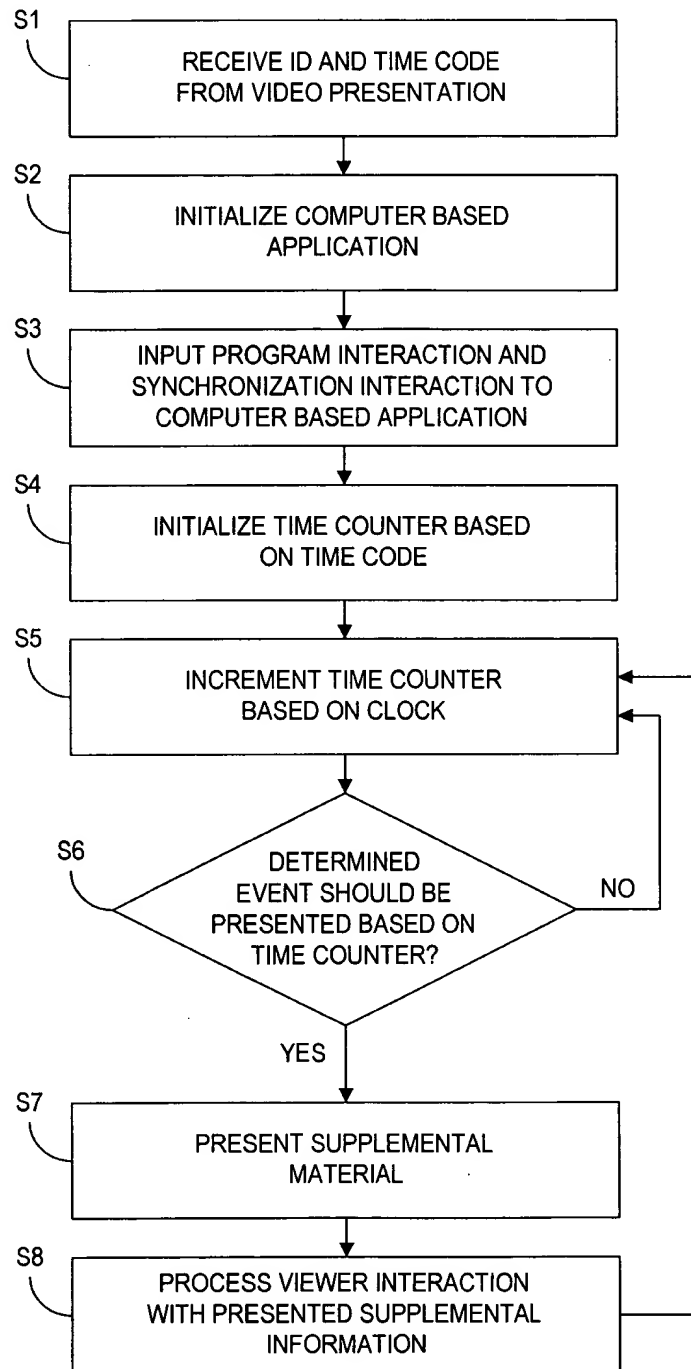 S1
RECEIVE ID AND TIME CODE
FROM VIDEO PRESENTATION
S2
INITIALIZE COMPUTER BASED
APPLICATION
S3
INPUT PROGRAM INTERACTION AND
SYNCHRONIZATION INTERACTION TO
COMPUTER BASED APPLICATION
S4
INITIALIZE TIME COUNTER BASED
ON TIME CODE
S5
INCREMENT TIME COUNTER
BASED ON CLOCK
S6
DETERMINED
EVENT SHOULD BE
PRESENTED BASED ON
TIME COUNTER?
NO
YES
S7
PRESENT SUPPLEMENTAL
MATERIAL
S8
PROCESS VIEWER INTERACTION
WITH PRESENTED SUPPLEMENTAL
INFORMATION